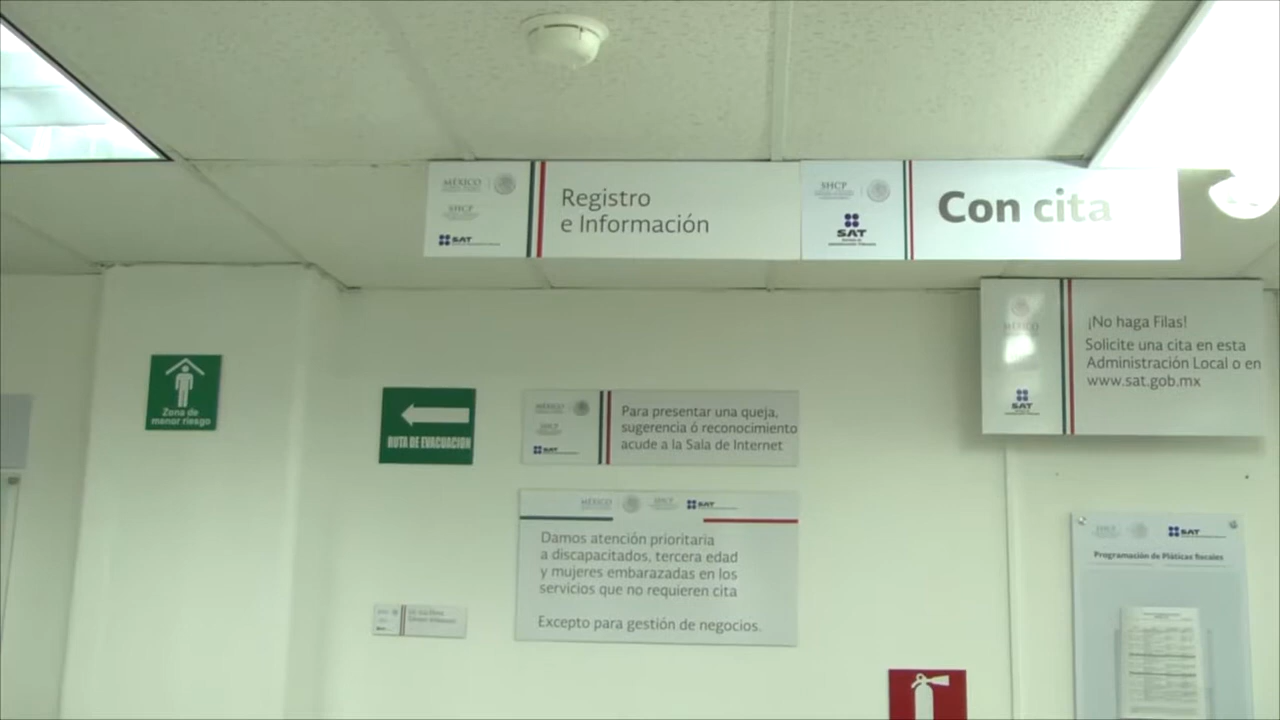 MÉXICO
SHCP
SAT
Registro
e Información
SHCP
SAT
Con cita
MÉXICO
SAT
¡No haga Filas!
Solicite una cita en esta
Administración Local o en
www.sat.gob.mx
Zona de
menor riesgo
RUTA DE EVACUACION
MÉXICO
SHCP
SAT
Para presentar una queja,
sugerencia ó reconocimiento
acude a la Sala de Internet
MÉXICO SHCP SAT
Damos atención prioritaria
a discapacitados, tercera edad
y mujeres embarazadas en los
servicios que no requieren cita
Excepto para gestión de negocios.
SHCP SAT
Programación de Pláticas fiscales